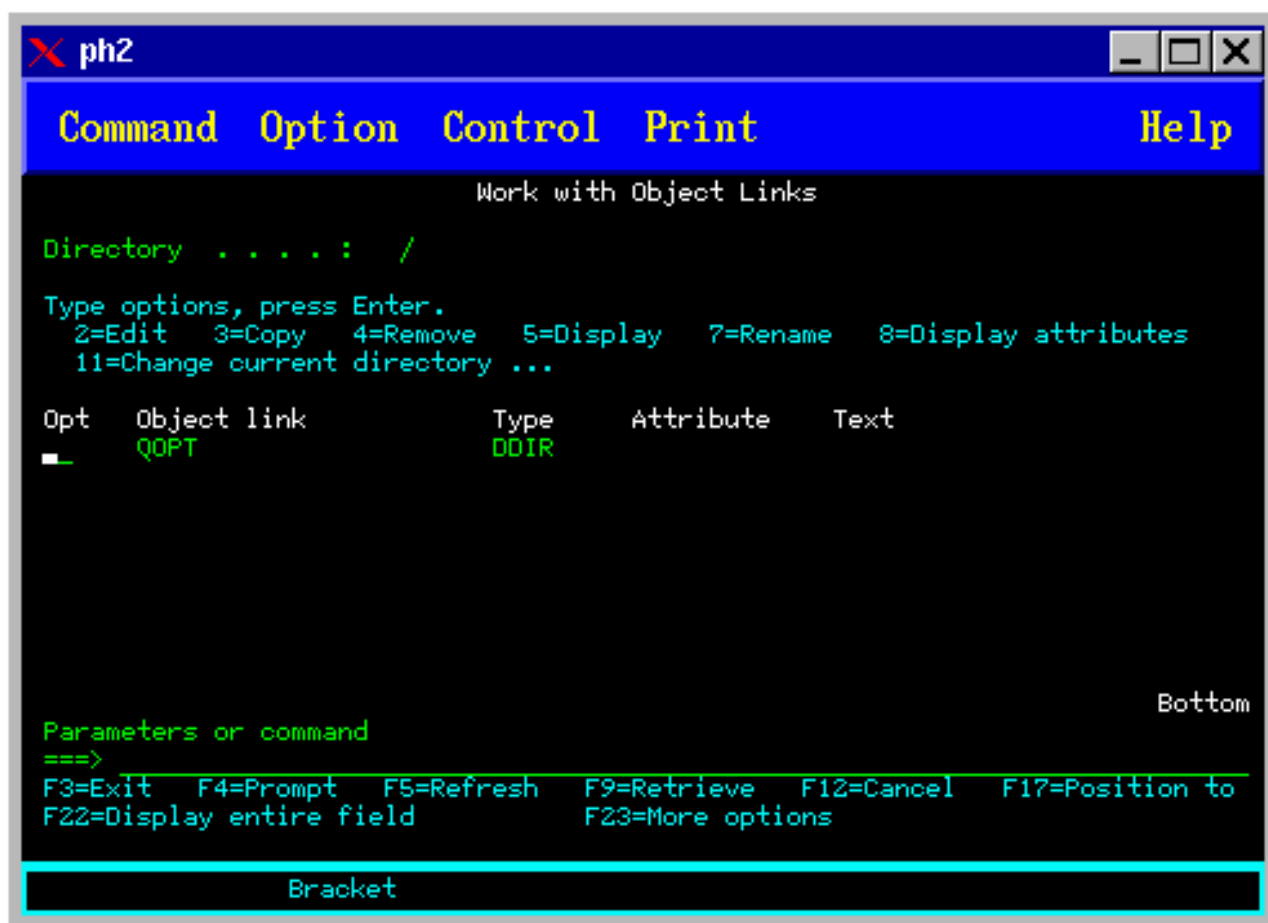 ph2
Command Option Control Print Help
Work with Object Links
Directory . . . . : /
Type options, press Enter.
2=Edit 3=Copy 4=Remove 5=Display 7=Rename 8=Display attributes
11=Change current directory ...
Opt Object link Type Attribute Text
QOPT DDIR
Bottom
Parameters or command
===>
F3=Exit F4=Prompt F5=Refresh F9=Retrieve F12=Cancel F17=Position to
F22=Display entire field F23=More options
Bracket